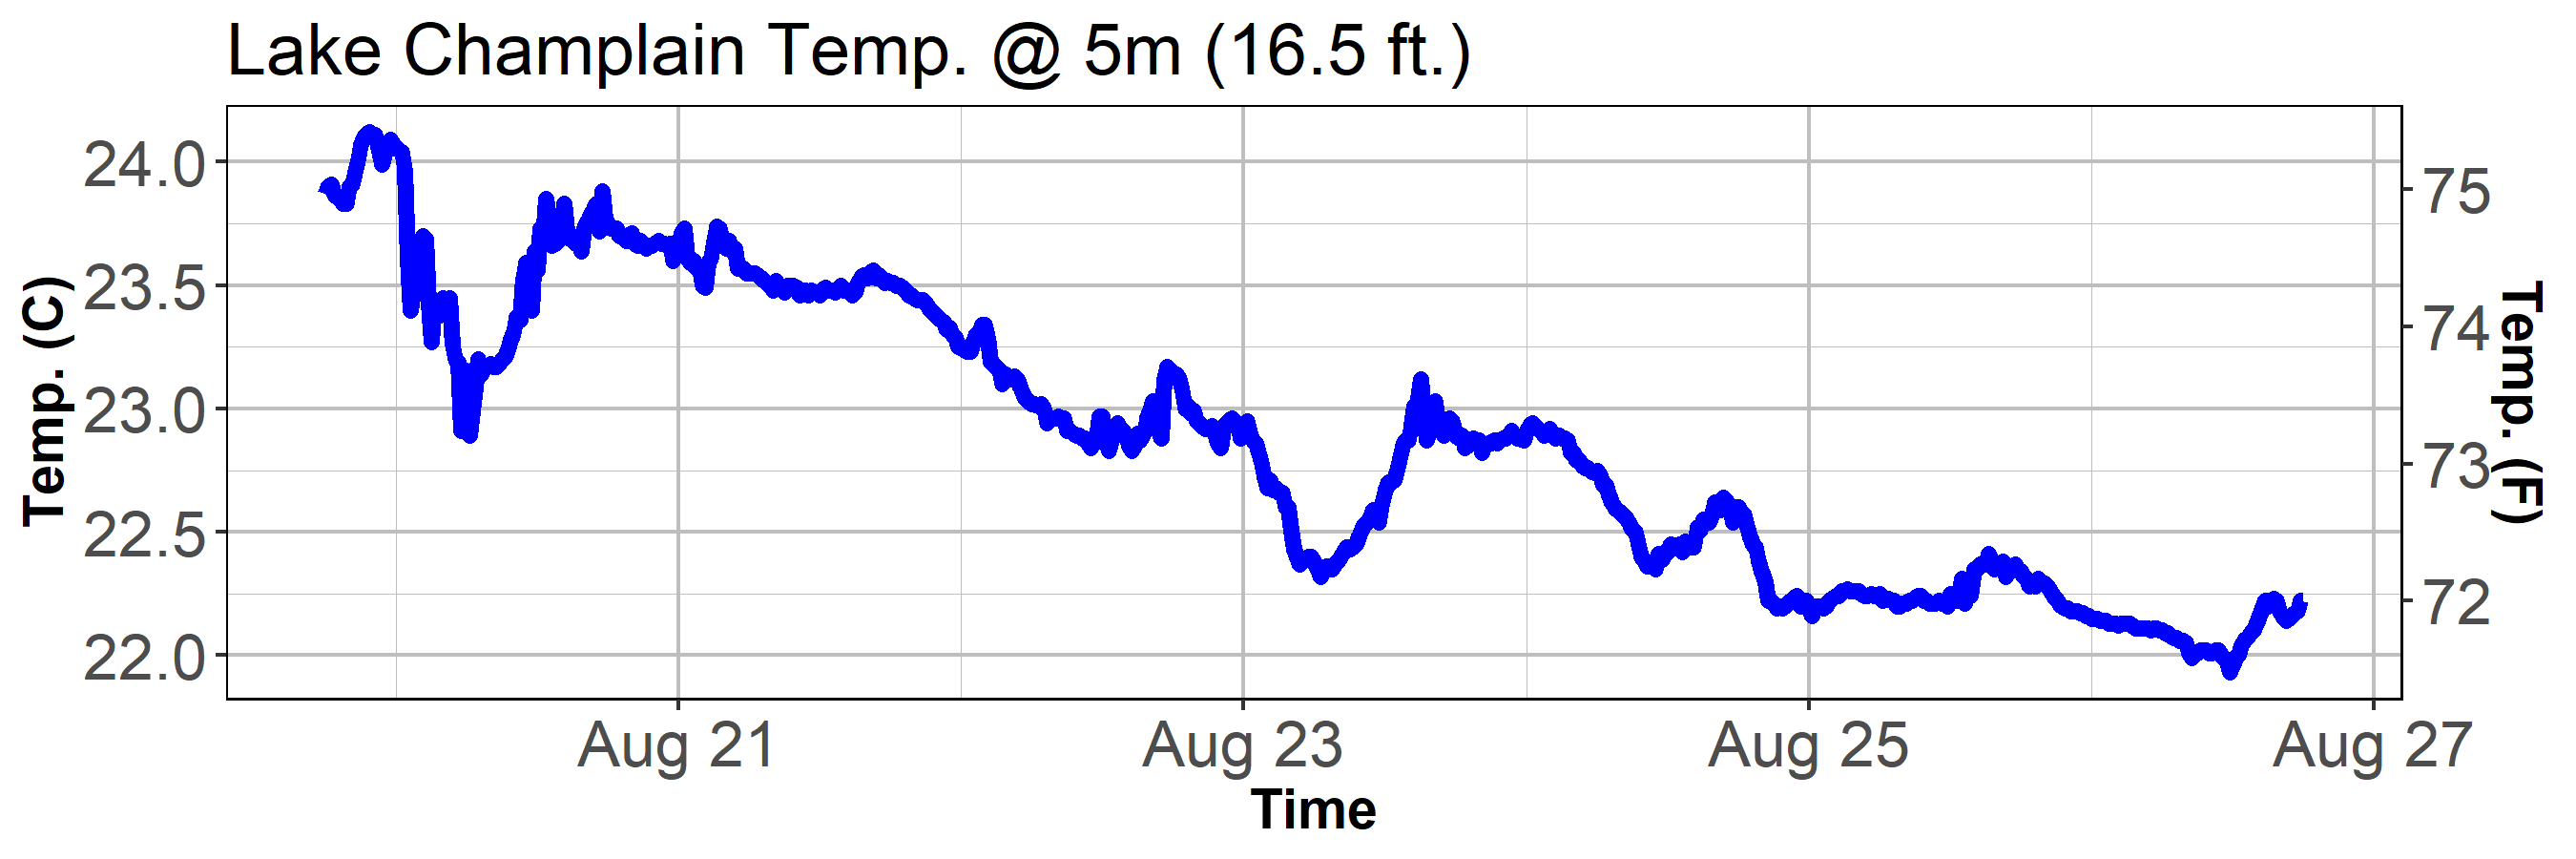 Lake Champlain Temp. @ 5m (16.5 ft.)
Temp. (C)
24.0
23.5
23.0
22.5
22.0
75
74
73
72
Temp. (F)
Aug 21 Aug 23 Aug 25 Aug 27
Time